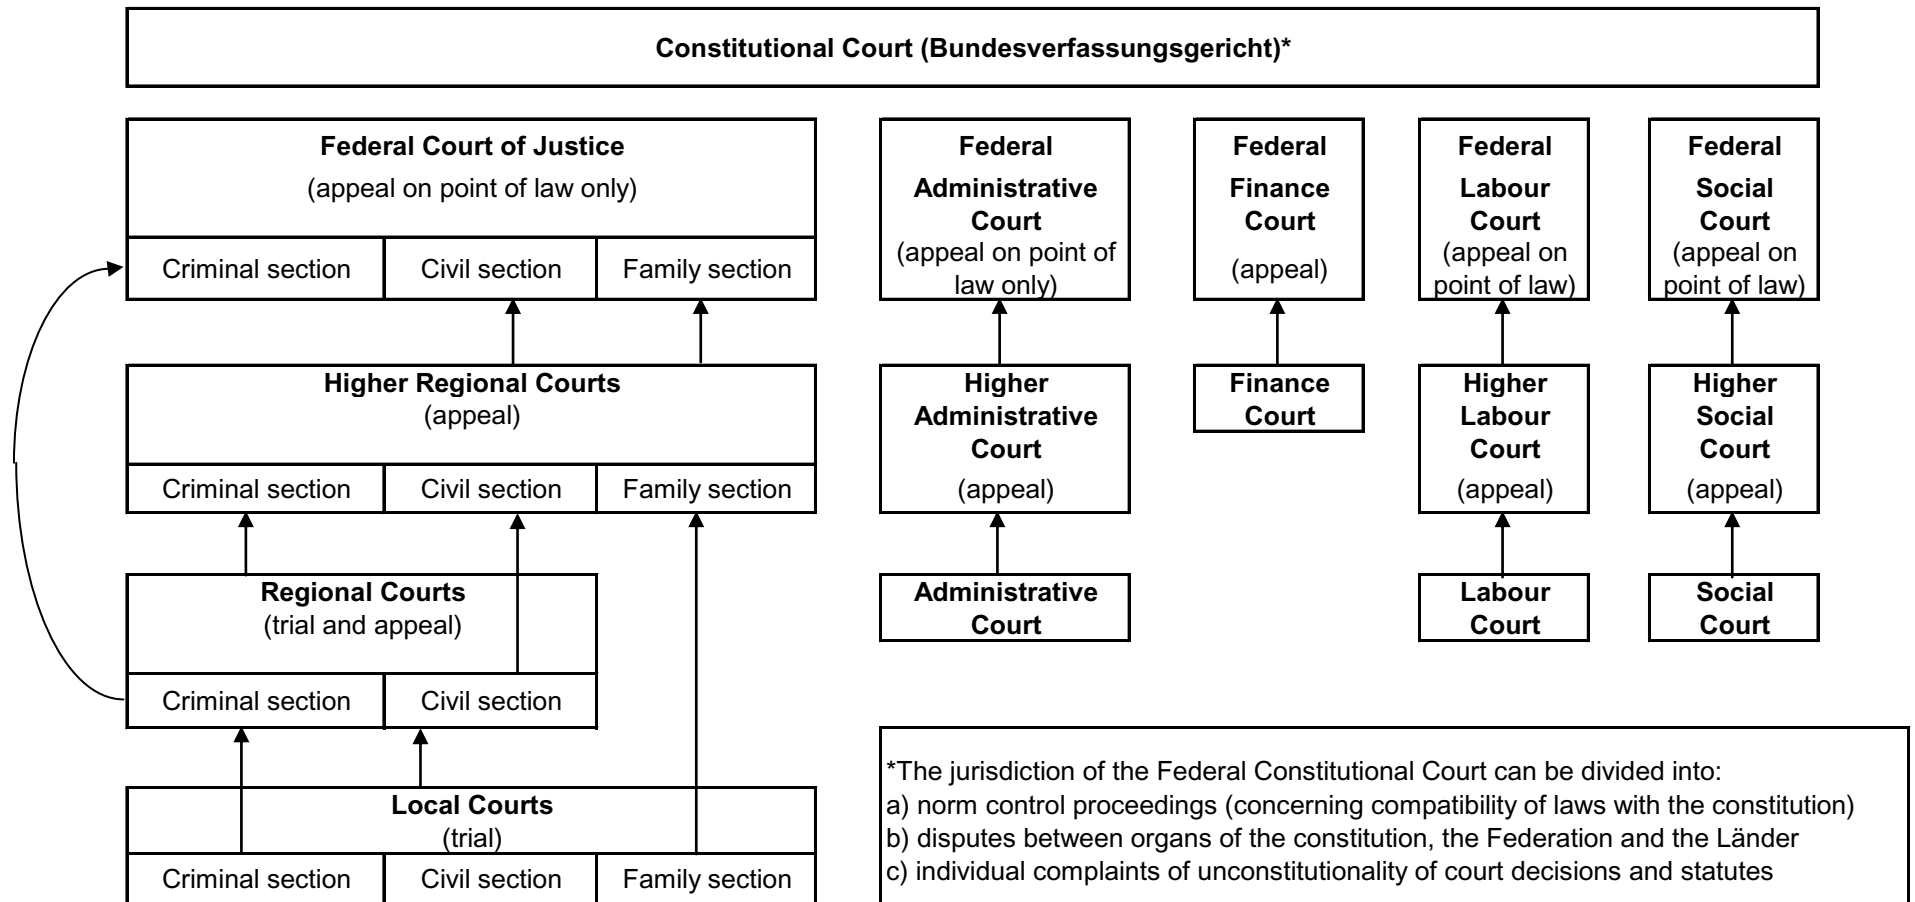 Constitutional Court (Bundesverfassungsgericht)*
Federal Court of Justice
(appeal on point of law only)
Criminal section
Civil section
Family section
Federal
Administrative
Court
(appeal on point of
law only)
Federal
Finance
Court
(appeal)
Federal
Labour
Court
(appeal on
point of law)
Federal
Social
Court
(appeal on
point of law)
Higher Regional Courts
(appeal)
Criminal section
Civil section
Family section
Higher
Administrative
Court
(appeal)
Finance
Court
Higher
Labour
Court
(appeal)
Higher
Social
Court
(appeal)
Regional Courts
(trial and appeal)
Criminal section
Civil section
Administrative
Court
Labour
Court
Social
Court
Local Courts
(trial)
Criminal section
Civil section
Family section
*The jurisdiction of the Federal Constitutional Court can be divided into:
a) norm control proceedings (concerning compatibility of laws with the constitution)
b) disputes between organs of the constitution, the Federation and the Länder
c) individual complaints of unconstitutionality of court decisions and statutes